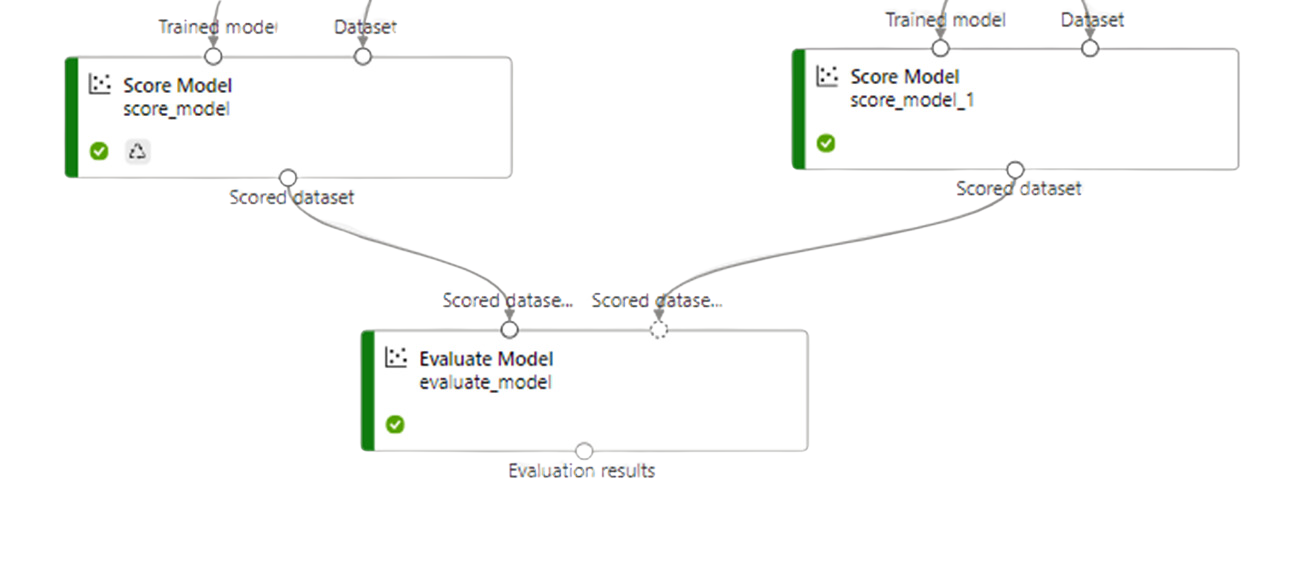 Trained model Dataset
Trained model Dataset
Score Model
score_model
Score Model
score_model_1
Scored dataset
Scored dataset
Scored datase... Scored datase...
Evaluate Model
evaluate_model
Evaluation results